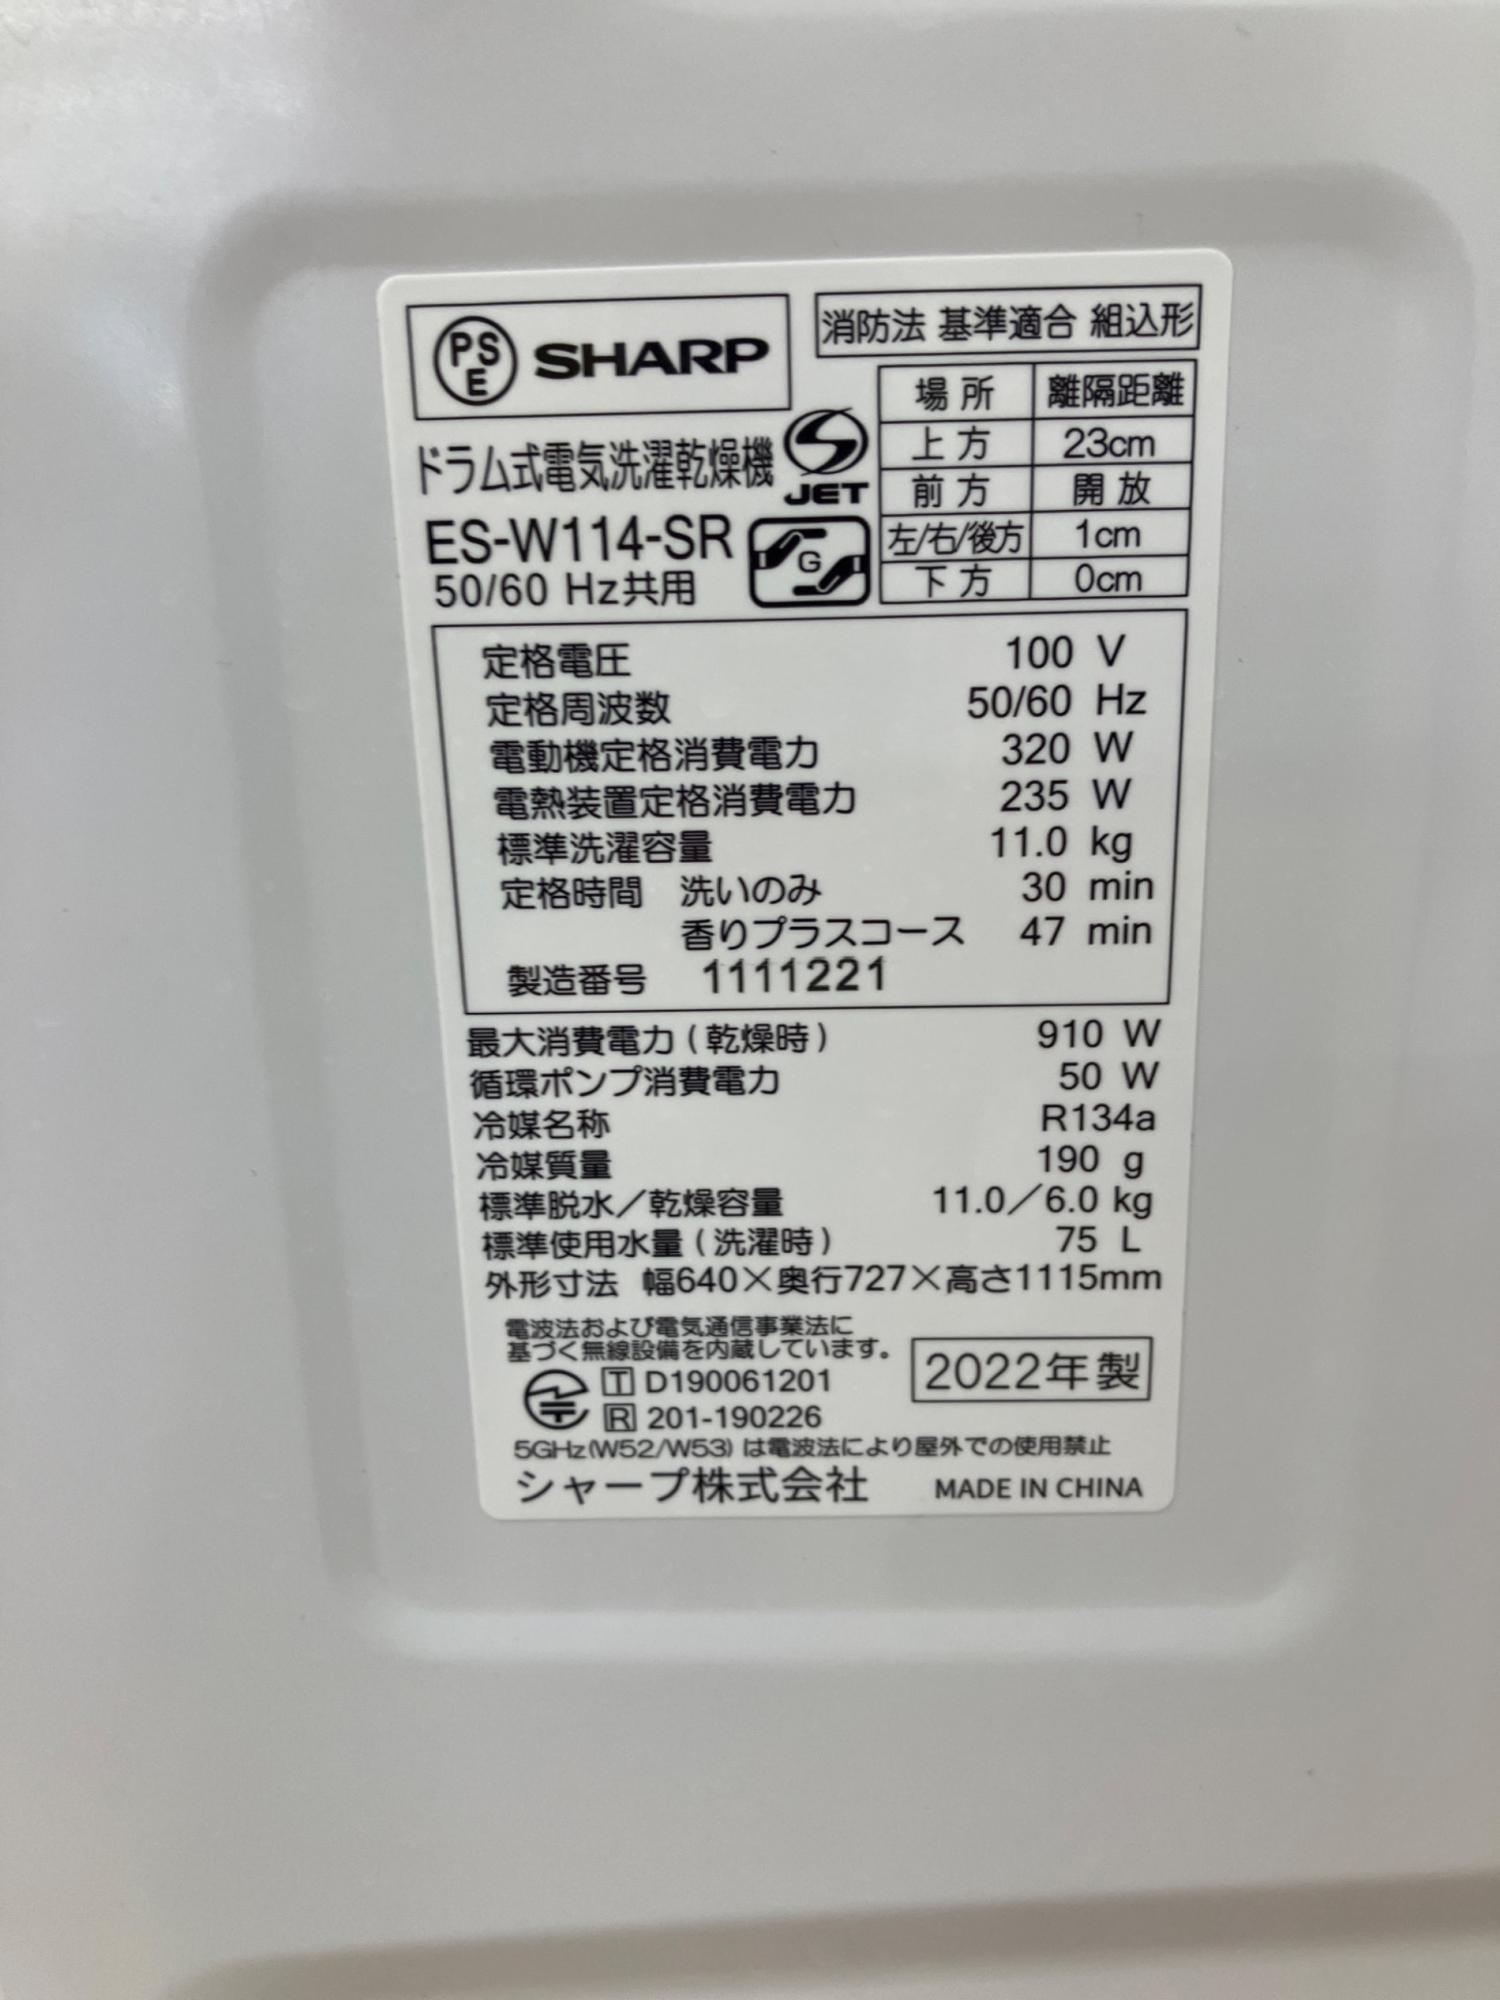 PSE SHARP
消防法 基準適合 組込形
ドラム式電気洗濯乾燥機
JET
ES-W114-SR
G
50/60 Hz共用
場所 離隔距離
上方 23cm
前方 開放
左/右/後方 1cm
下方 0cm
定格電圧 100 V
定格周波数 50/60 Hz
電動機定格消費電力 320 W
電熱装置定格消費電力 235 W
標準洗濯容量 11.0 kg
定格時間 洗いのみ 30 min
香りプラスコース 47 min
製造番号 1111221
最大消費電力(乾燥時) 910 W
循環ポンプ消費電力 50 W
冷媒名称 R134a
冷媒質量 190 g
標準脱水/乾燥容量 11.0/6.0 kg
標準使用水量(洗濯時) 75 L
外形寸法 幅640×奥行727×高さ1115mm
電波法および電気通信事業法に
基づく無線設備を内蔵しています。
T D190061201
R 201-190226
2022年製
5GHz(W52/W53)は電波法により屋外での使用禁止
シャープ株式会社 MADE IN CHINA